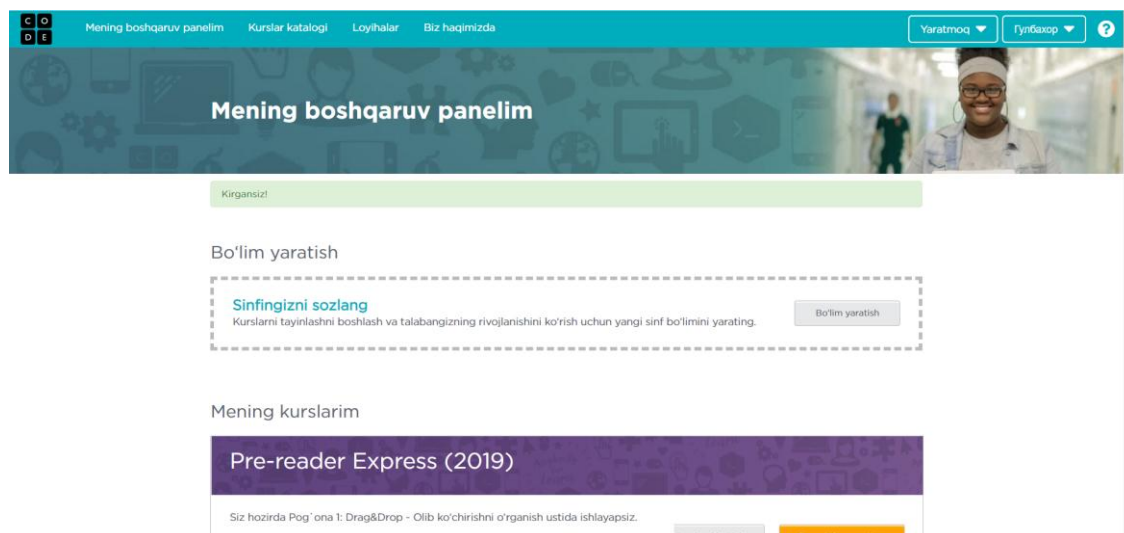 C O
D E
Mening boshqaruv panelim Kurslar katalogi Loyihalar Biz haqimizda Yaratmoq Гулбахор ?
Mening boshqaruv panelim
Kirgansiz!
Bo'lim yaratish
Sinfingizni sozlang
Kurslarni tayinlashni boshlash va talabangizning rivojlanishini ko'rish uchun yangi sinf bo'limini yarating.
Bo'lim yaratish
Mening kurslarim
Pre-reader Express (2019)
Siz hozirda Pog`ona 1: Drag&Drop - Olib ko'chirishni o'rganish ustida ishlayapsiz.